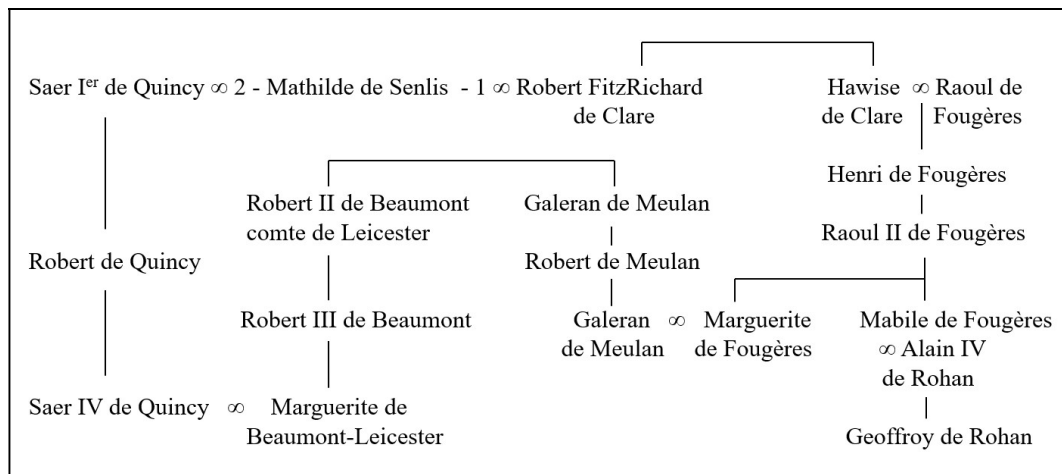 Saer Ier de Quincy ∞ 2 - Mathilde de Senlis - 1 ∞ Robert FitzRichard
de Clare
Hawise ∞ Raoul de
de Clare Fougères
Henri de Fougères
Robert II de Beaumont
comte de Leicester
Galeran de Meulan
Raoul II de Fougères
Robert de Quincy
Robert de Meulan
Robert III de Beaumont
Galeran ∞ Marguerite
de Meulan de Fougères
Mabile de Fougères
∞ Alain IV
de Rohan
Saer IV de Quincy ∞ Marguerite de
Beaumont-Leicester
Geoffroy de Rohan